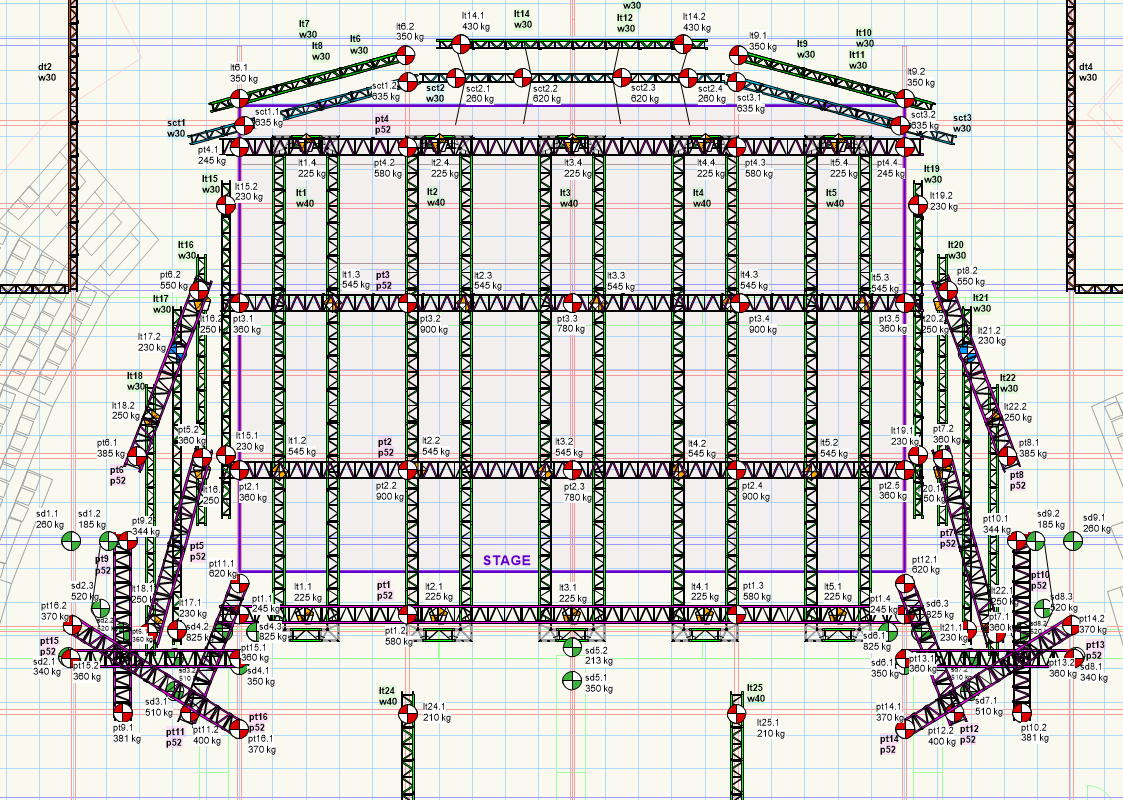 w30
lt14.1
430 kg
lt14
w30
lt12
w30
lt14.2
430 kg
lt7
w30
lt6.2
350 kg
lt9.1
350 kg
lt10
w30
lt8
w30
lt6
w30
lt9
w30
lt11
w30
dt2
w30
dt4
w30
lt6.1
350 kg
lt9.2
350 kg
sct1.2
635 kg
sct2
w30
sct2.1
260 kg
sct2.2
620 kg
sct2.3
620 kg
sct2.4
260 kg
sct3.1
635 kg
sct1
w30
sct1.1
635 kg
pt4
p52
sct3.2
635 kg
sct3
w30
pt4.1
245 kg
lt1.4
225 kg
pt4.2
580 kg
lt2.4
225 kg
lt3.4
225 kg
lt4.4
225 kg
pt4.3
580 kg
lt5.4
225 kg
pt4.4
245 kg
lt15
w30
lt15.2
230 kg
lt1
w40
lt2
w40
lt3
w40
lt4
w40
lt5
w40
lt19
w30
lt19.2
230 kg
lt16
w30
lt20
w30
pt6.2
550 kg
lt1.3
545 kg
pt3
p52
lt2.3
545 kg
lt3.3
545 kg
lt4.3
545 kg
lt5.3
545 kg
pt8.2
550 kg
lt17
w30
lt16.2
250 kg
pt3.1
360 kg
pt3.2
900 kg
pt3.3
780 kg
pt3.4
900 kg
pt3.5
360 kg
lt21
w30
lt17.2
230 kg
lt21.2
230 kg
lt18
w30
lt22
w30
lt18.2
250 kg
lt22.2
250 kg
pt6.1
385 kg
pt5.2
360 kg
lt15.1
230 kg
lt1.2
545 kg
pt2
p52
lt2.2
545 kg
lt3.2
545 kg
lt4.2
545 kg
lt5.2
545 kg
lt19.1
230 kg
pt7.2
360 kg
pt8.1
385 kg
pt6
p52
pt8
p52
pt2.1
360 kg
pt2.2
900 kg
pt2.3
780 kg
pt2.4
900 kg
pt2.5
360 kg
sd1.1
260 kg
sd1.2
185 kg
pt9.2
344 kg
pt10.1
344 kg
sd9.2
185 kg
sd9.1
260 kg
pt9
p52
pt5
p52
STAGE
pt10
p52
pt11.2
620 kg
pt12.1
620 kg
sd2.3
520 kg
lt18.1
250 kg
lt17.1
230 kg
pt1.1
245 kg
lt1.1
225 kg
pt1
p52
lt2.1
225 kg
lt3.1
225 kg
lt4.1
225 kg
pt1.3
580 kg
lt5.1
225 kg
pt1.4
245 kg
sd6.3
825 kg
sd8.3
520 kg
pt16.2
370 kg
sd4.2
825 kg
sd4.3
825 kg
pt1.2
580 kg
sd6.1
825 kg
lt21.1
230 kg
pt14.2
370 kg
pt15
p52
pt13
p52
sd2.1
340 kg
pt15.2
360 kg
pt15.1
360 kg
sd4.1
350 kg
sd5.2
213 kg
sd5.1
350 kg
sd6.1
350 kg
pt13.1
360 kg
pt13.2
360 kg
sd8.1
340 kg
sd3.1
510 kg
sd7.1
510 kg
pt9.1
381 kg
pt11
p52
pt11.2
400 kg
pt16
p52
pt16.1
370 kg
lt24
w40
lt24.1
210 kg
lt25
w40
lt25.1
210 kg
pt14.1
370 kg
pt14
p52
pt12.2
400 kg
pt12
p52
pt10.2
381 kg